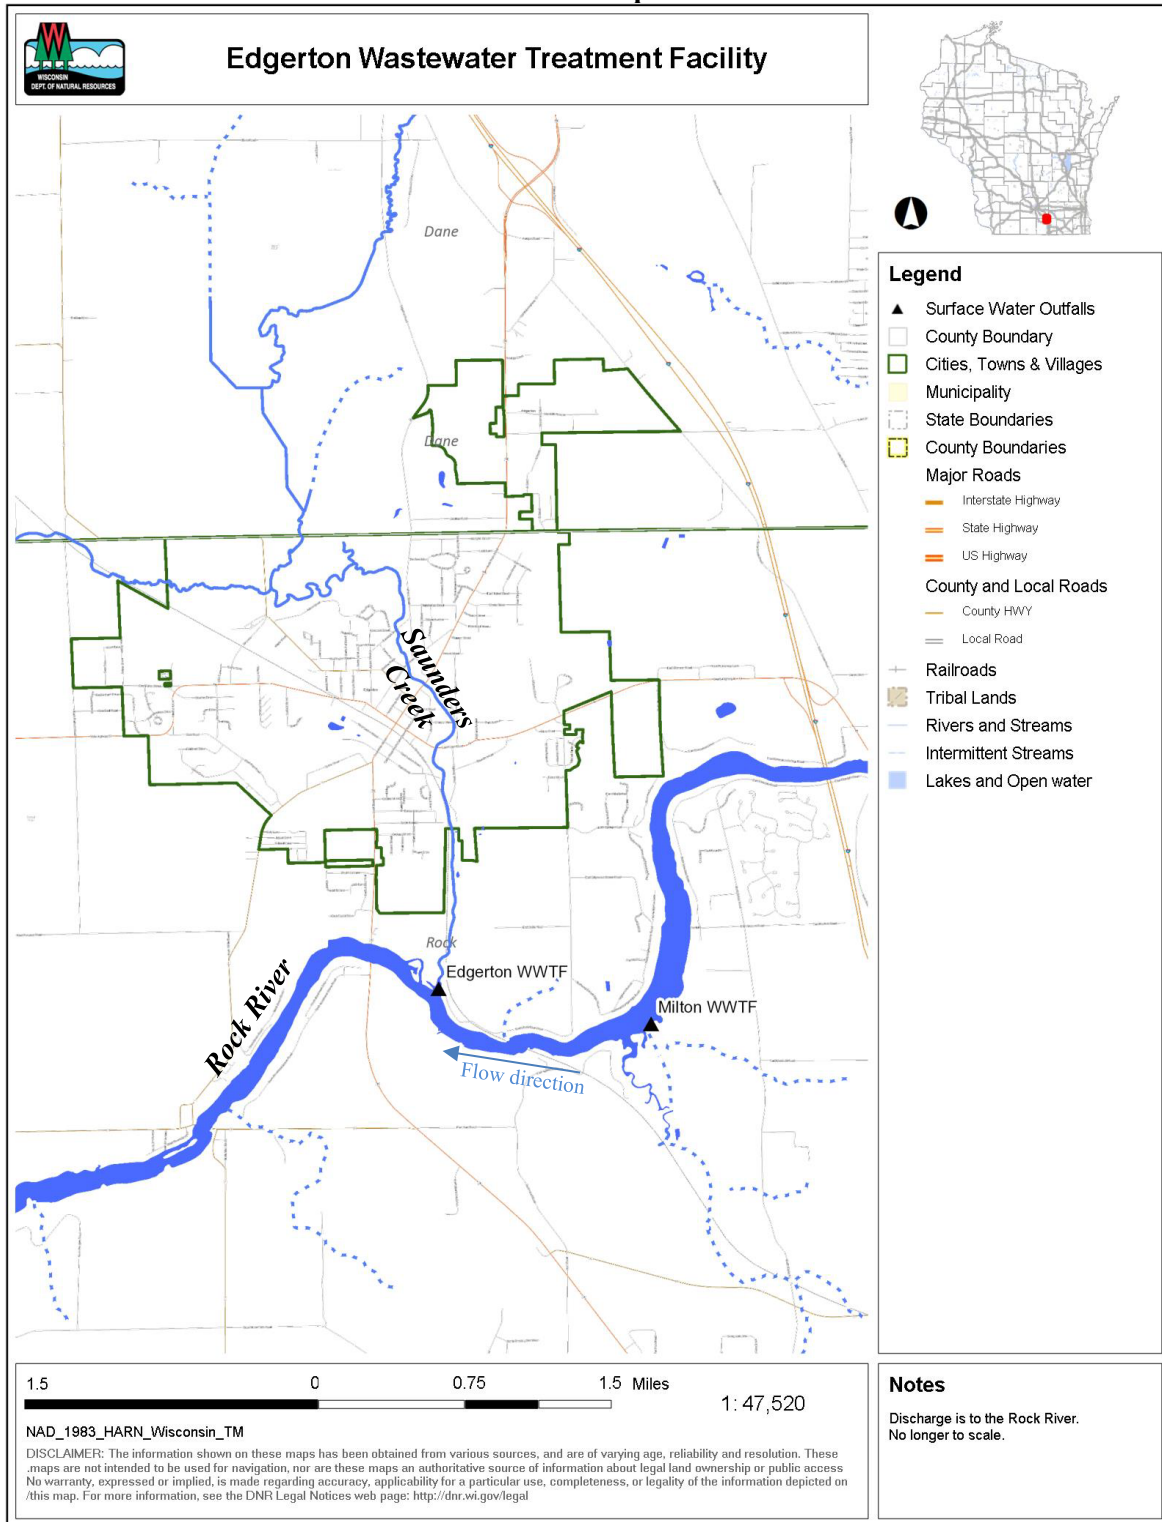 Edgerton Wastewater Treatment Facility
WISCONSIN
DEPT. OF NATURAL RESOURCES
Dane
Dane
Saunders
Creek
Rock
Edgerton WWTF
Milton WWTF
Rock River
Flow direction
Legend
Surface Water Outfalls
County Boundary
Cities, Towns & Villages
Municipality
State Boundaries
County Boundaries
Major Roads
Interstate Highway
State Highway
US Highway
County and Local Roads
County HWY
Local Road
Railroads
Tribal Lands
Rivers and Streams
Intermittent Streams
Lakes and Open water
1.5 0 0.75 1.5 Miles
1: 47,520
NAD_1983_HARN_Wisconsin_TM
DISCLAIMER: The information shown on these maps has been obtained from various sources, and are of varying age, reliability and resolution. These
.maps are not intended to be used for navigation, nor are these maps an authoritative source of information about legal land ownership or public access
No warranty, expressed or implied, is made regarding accuracy, applicability for a particular use, completeness, or legality of the information depicted on
/this map. For more information, see the DNR Legal Notices web page: http://dnr.wi.gov/legal
Notes
Discharge is to the Rock River.
No longer to scale.